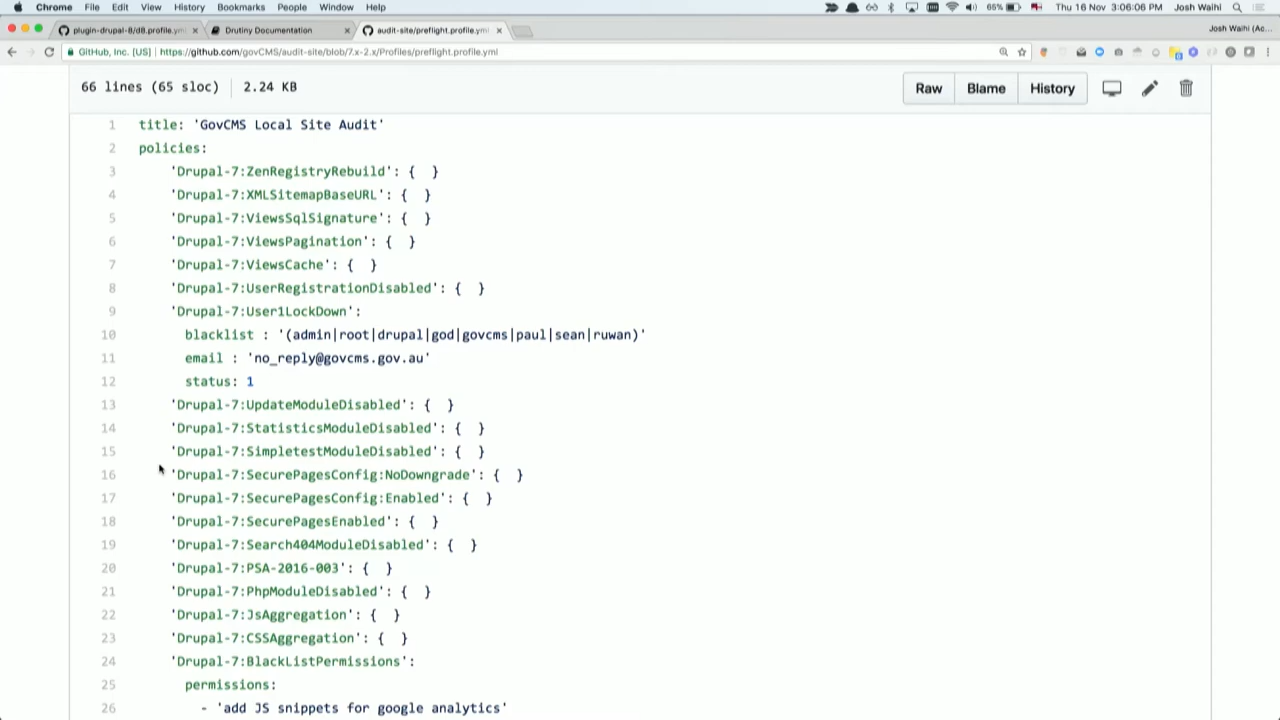 Chrome File Edit View History Bookmarks People Window Help 65% Thu 16 Nov 3:06:06 PM Josh Waihi
plugin-drupal-8/d8.profile.yml Drutiny Documentation audit-site/preflight.profile.yml Josh Waihi (Ac...
GitHub, Inc. [US] https://github.com/govCMS/audit-site/blob/7.x-2.x/Profiles/preflight.profile.yml
66 lines (65 sloc) 2.24 KB Raw Blame History
1 title: 'GovCMS Local Site Audit'
2 policies:
3 'Drupal-7:ZenRegistryRebuild': { }
4 'Drupal-7:XMLSitemapBaseURL': { }
5 'Drupal-7:ViewsSqlSignature': { }
6 'Drupal-7:ViewsPagination': { }
7 'Drupal-7:ViewsCache': { }
8 'Drupal-7:UserRegistrationDisabled': { }
9 'Drupal-7:User1LockDown':
10 blacklist : '(admin|root|drupal|god|govcms|paul|sean|ruwan)'
11 email : 'no_reply@govcms.gov.au'
12 status: 1
13 'Drupal-7:UpdateModuleDisabled': { }
14 'Drupal-7:StatisticsModuleDisabled': { }
15 'Drupal-7:SimpletestModuleDisabled': { }
16 'Drupal-7:SecurePagesConfig:NoDowngrade': { }
17 'Drupal-7:SecurePagesConfig:Enabled': { }
18 'Drupal-7:SecurePagesEnabled': { }
19 'Drupal-7:Search404ModuleDisabled': { }
20 'Drupal-7:PSA-2016-003': { }
21 'Drupal-7:PhpModuleDisabled': { }
22 'Drupal-7:JsAggregation': { }
23 'Drupal-7:CSSAggregation': { }
24 'Drupal-7:BlackListPermissions':
25 permissions:
26 - 'add JS snippets for google analytics'